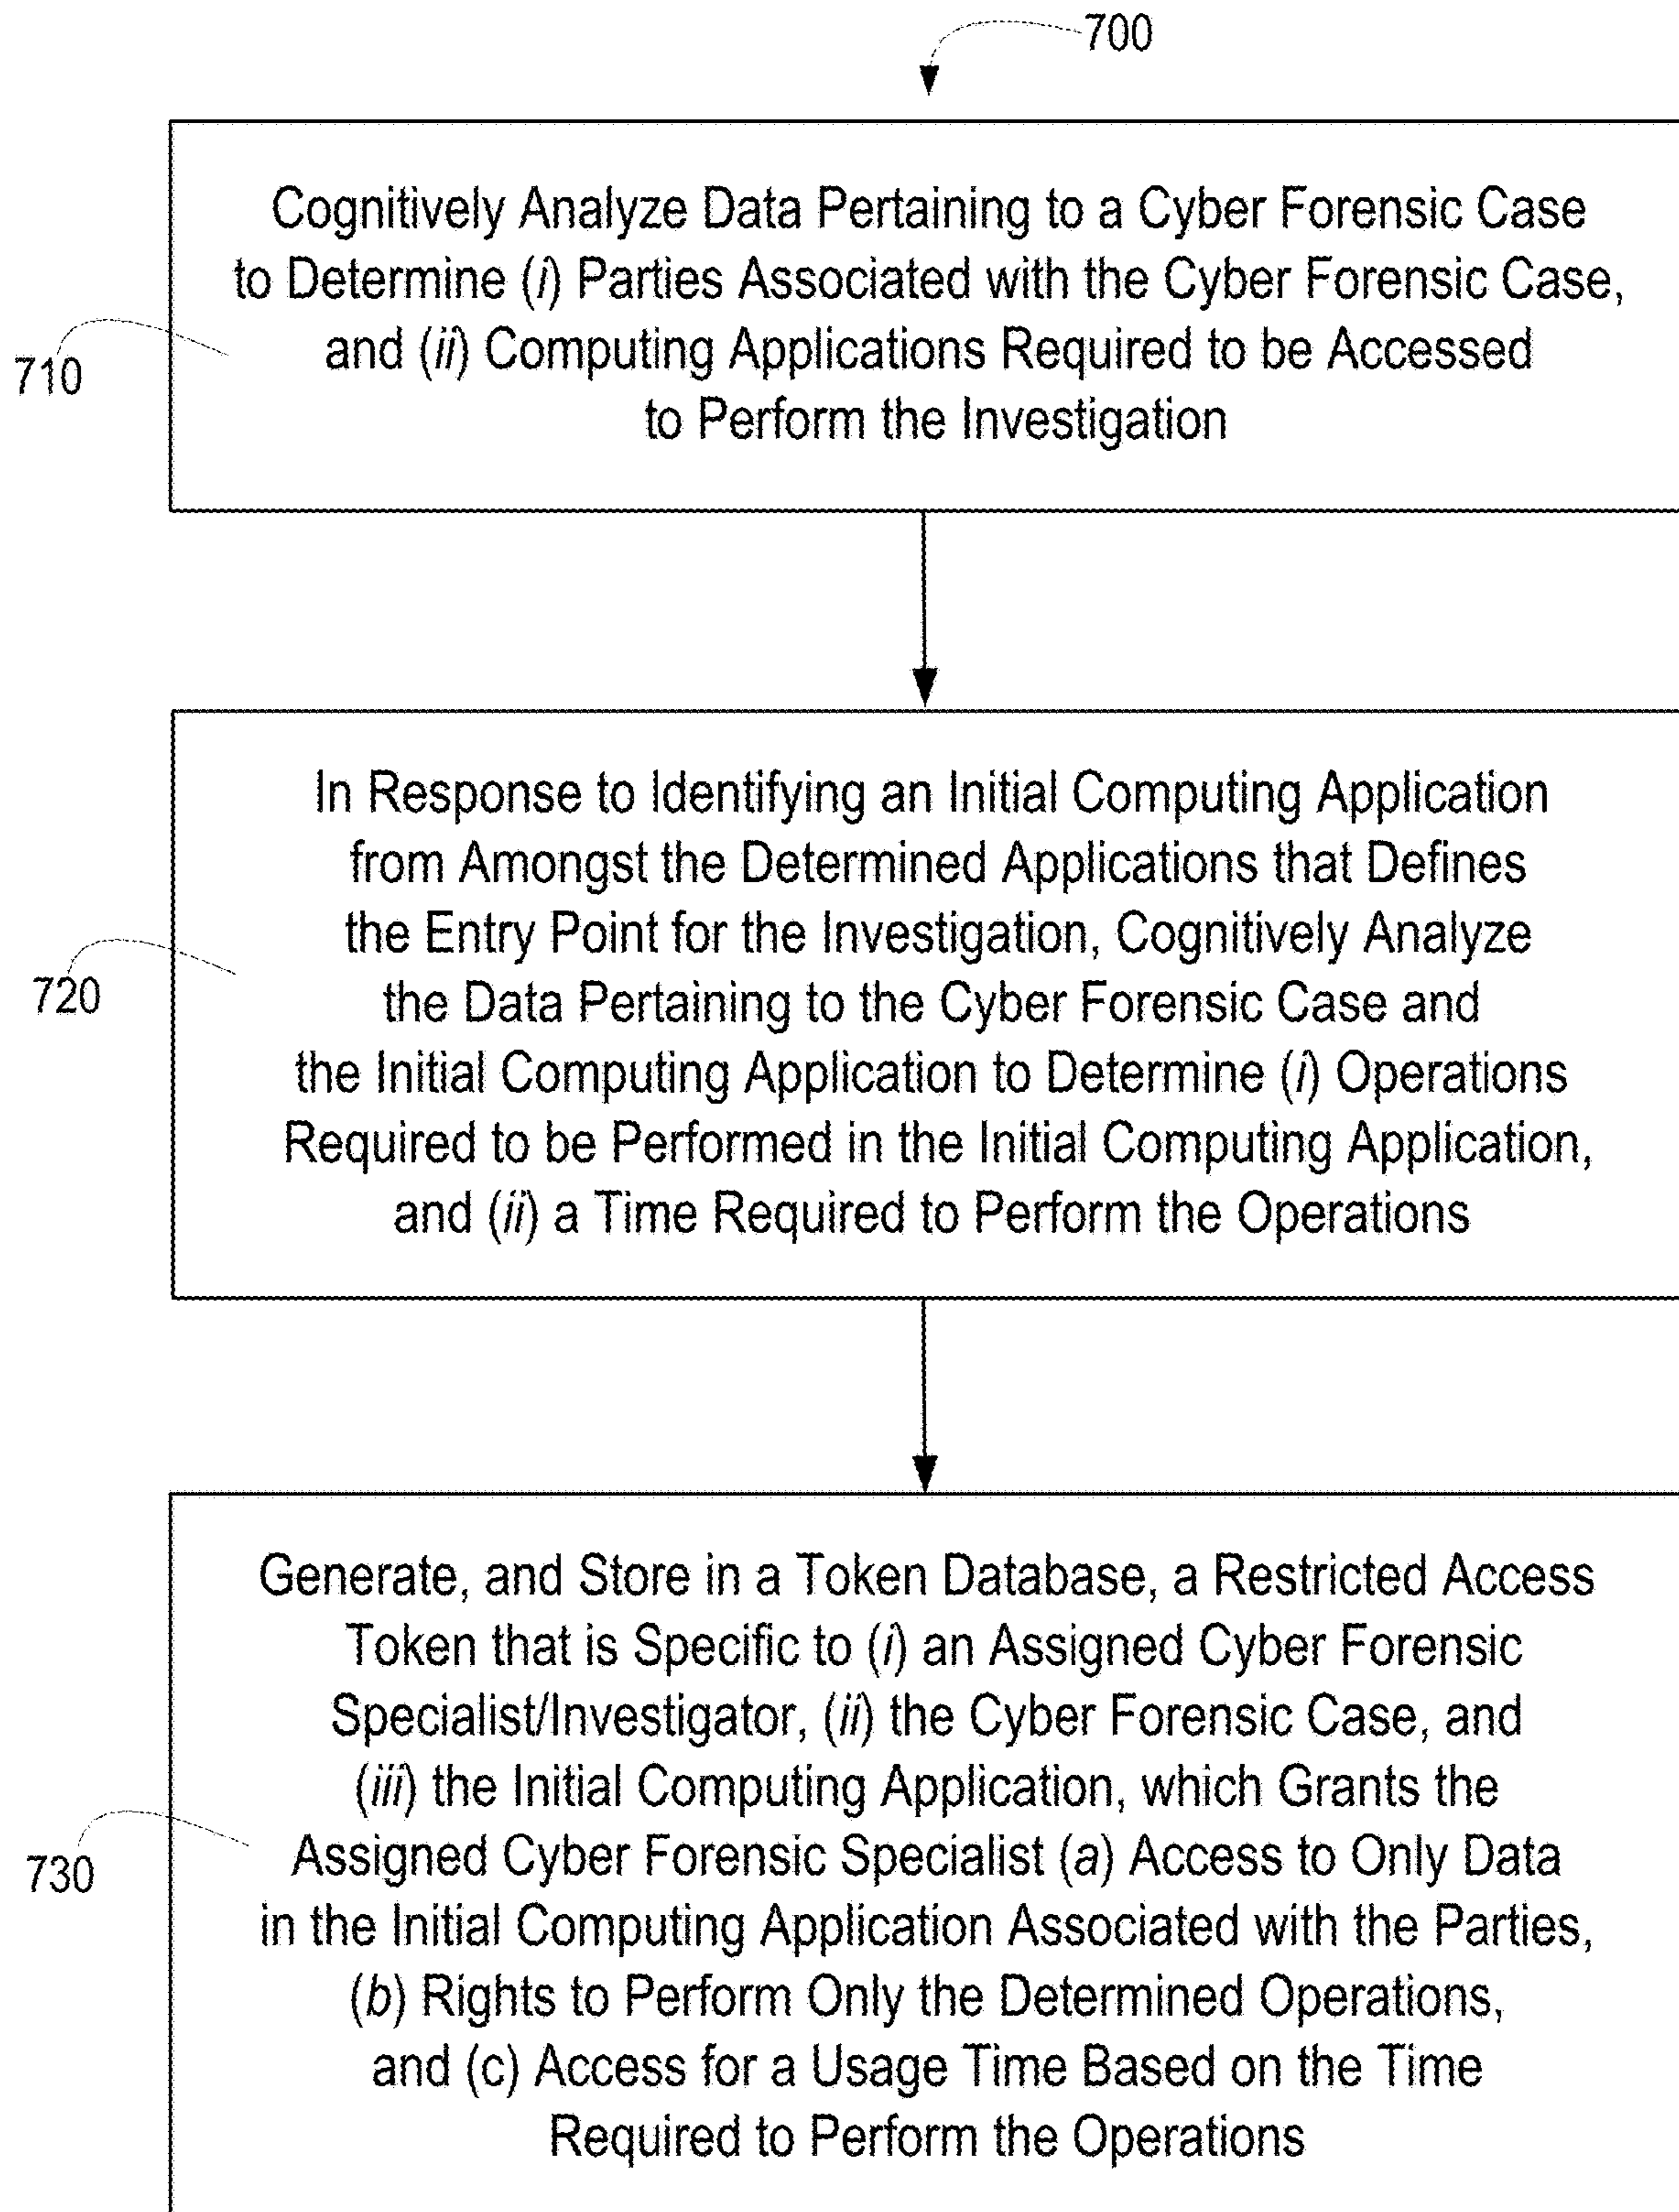 700
Cognitively Analyze Data Pertaining to a Cyber Forensic Case
to Determine (i) Parties Associated with the Cyber Forensic Case,
and (ii) Computing Applications Required to be Accessed
to Perform the Investigation
710
In Response to Identifying an Initial Computing Application
from Amongst the Determined Applications that Defines
the Entry Point for the Investigation, Cognitively Analyze
the Data Pertaining to the Cyber Forensic Case and
the Initial Computing Application to Determine (i) Operations
Required to be Performed in the Initial Computing Application,
and (ii) a Time Required to Perform the Operations
720
Generate, and Store in a Token Database, a Restricted Access
Token that is Specific to (i) an Assigned Cyber Forensic
Specialist/Investigator, (ii) the Cyber Forensic Case, and
(iii) the Initial Computing Application, which Grants the
Assigned Cyber Forensic Specialist (a) Access to Only Data
in the Initial Computing Application Associated with the Parties,
(b) Rights to Perform Only the Determined Operations,
and (c) Access for a Usage Time Based on the Time
Required to Perform the Operations
730